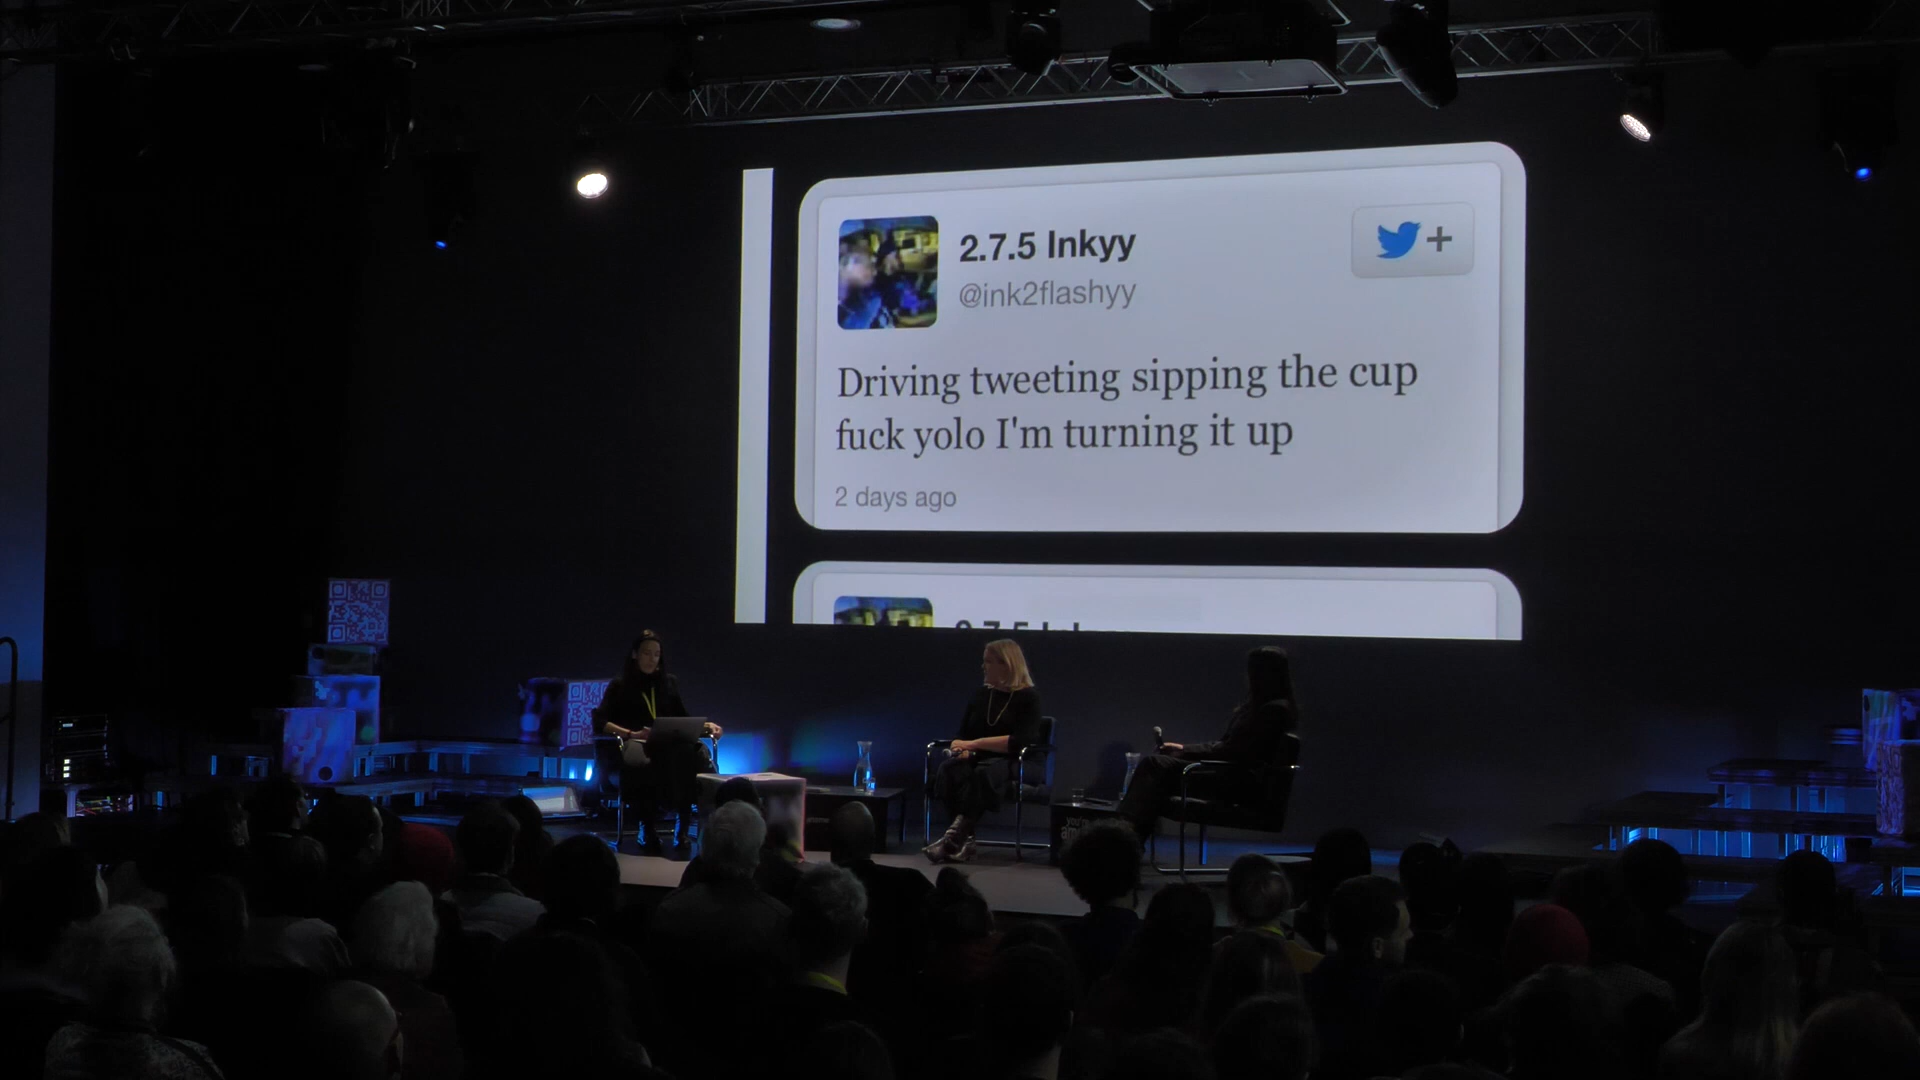 2.7.5 Inkyy
@ink2flashyy
+
Driving tweeting sipping the cup
fuck yolo I'm turning it up
2 days ago